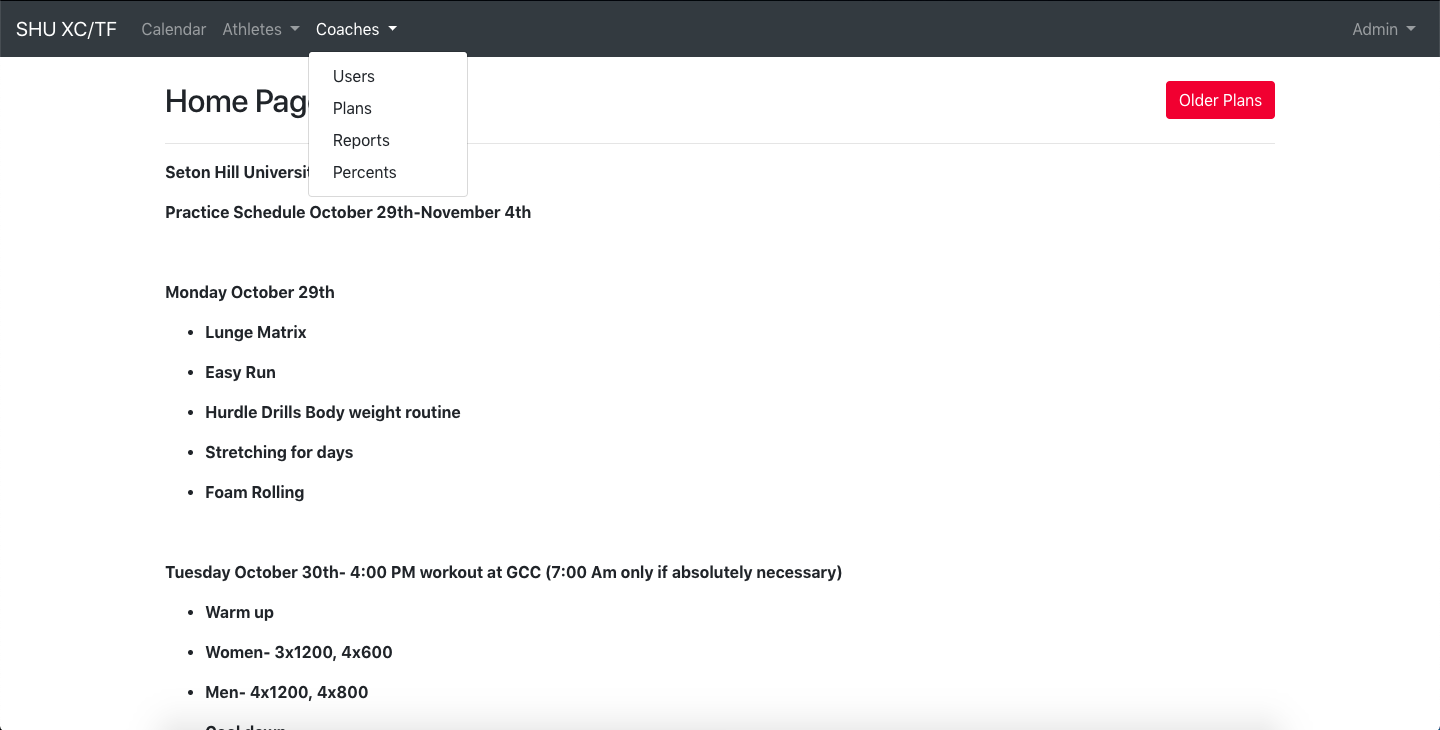 SHU XC/TF Calendar Athletes Coaches Admin
Users
Plans
Reports
Percents
Home Pag
Older Plans
Seton Hill Universit
Practice Schedule October 29th-November 4th
Monday October 29th
Lunge Matrix
Easy Run
Hurdle Drills Body weight routine
Stretching for days
Foam Rolling
Tuesday October 30th- 4:00 PM workout at GCC (7:00 Am only if absolutely necessary)
Warm up
Women- 3x1200, 4x600
Men- 4x1200, 4x800
Cool down